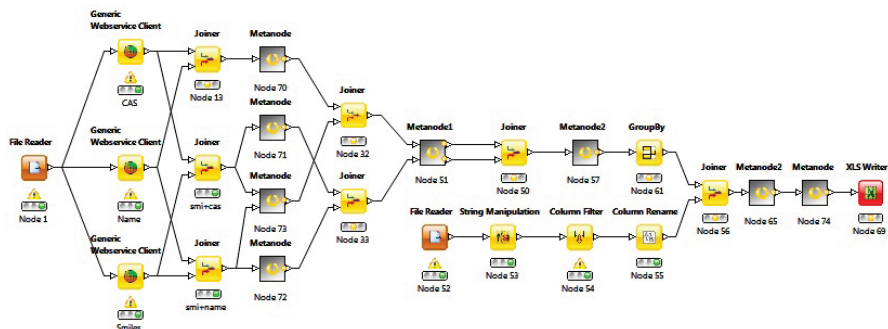 Generic
Webservice Client
CAS
Joiner
Node 13
Metanode
Node 70
Metanode
Node 71
Joiner
Node 32
File Reader
Node 1
Generic
Webservice Client
Name
Joiner
smi+cas
Metanode
Node 73
Joiner
Node 33
Generic
Webservice Client
Smiles
Joiner
smi+name
Metanode
Node 72
Metanode1
Node 51
Joiner
Node 50
Metanode2
Node 57
GroupBy
Node 61
File Reader
Node 52
String Manipulation
Node 53
Column Filter
Node 54
Column Rename
Node 55
Joiner
Node 56
Metanode2
Node 65
Metanode
Node 74
XLS Writer
Node 69